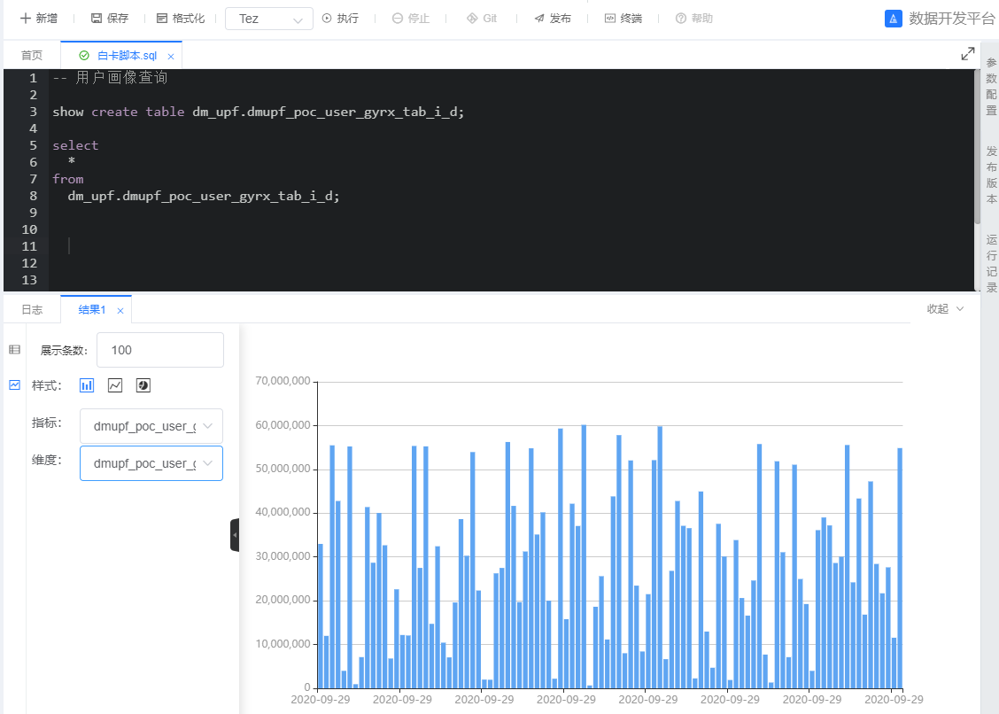 新增 保存 格式化 Tez 执行 停止 Git 发布 终端 帮助 数据开发平台
首页 白卡脚本.sql ×
1 -- 用户画像查询
2
3 show create table dm_upf.dmupf_poc_user_gyrx_tab_i_d;
4
5 select
6 *
7 from
8 dm_upf.dmupf_poc_user_gyrx_tab_i_d;
9
10
11
12
13
参数配置
发布版本
运行记录
日志 结果1 × 收起
展示条数: 100
样式:
指标: dmupf_poc_user_
维度: dmupf_poc_user_
70,000,000
60,000,000
50,000,000
40,000,000
30,000,000
20,000,000
10,000,000
0
2020-09-29 2020-09-29 2020-09-29 2020-09-29 2020-09-29 2020-09-29 2020-09-29 2020-09-29